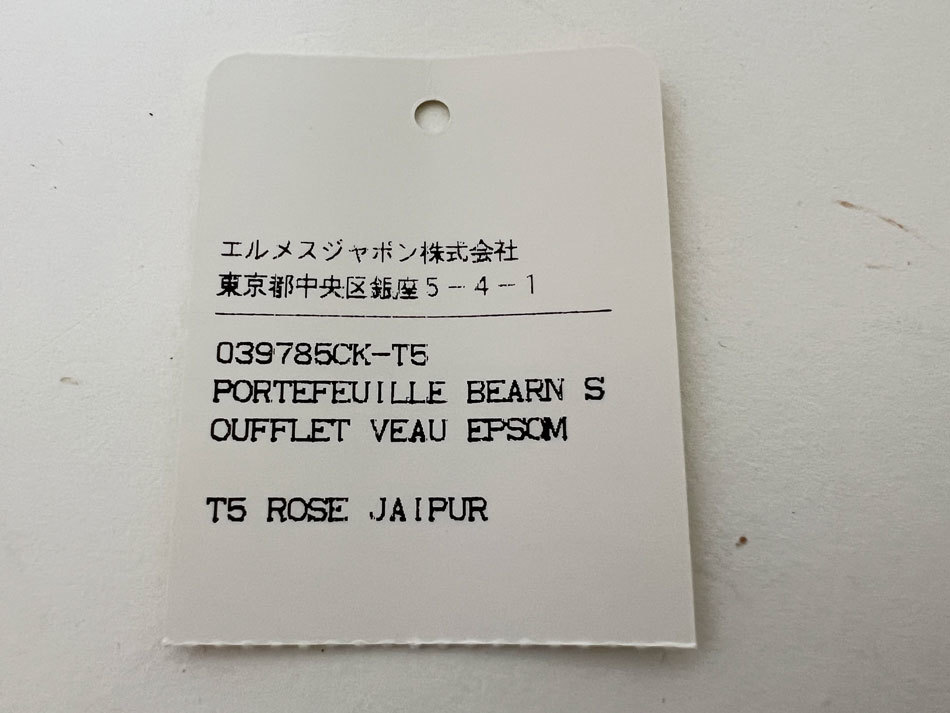 エルメスジャポン株式会社
東京都中央区銀座5-4-1
039785CK-T5
PORTEFEUILLE BEARN S
OUFFLET VEAU EPSOM
T5 ROSE JAIPUR